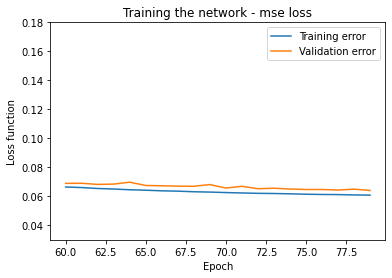 Training the network - mse loss
Training error
Validation error
0.18
0.16
0.14
0.12
0.10
0.08
0.06
0.04
Loss function
60.0 62.5 65.0 67.5 70.0 72.5 75.0 77.5
Epoch